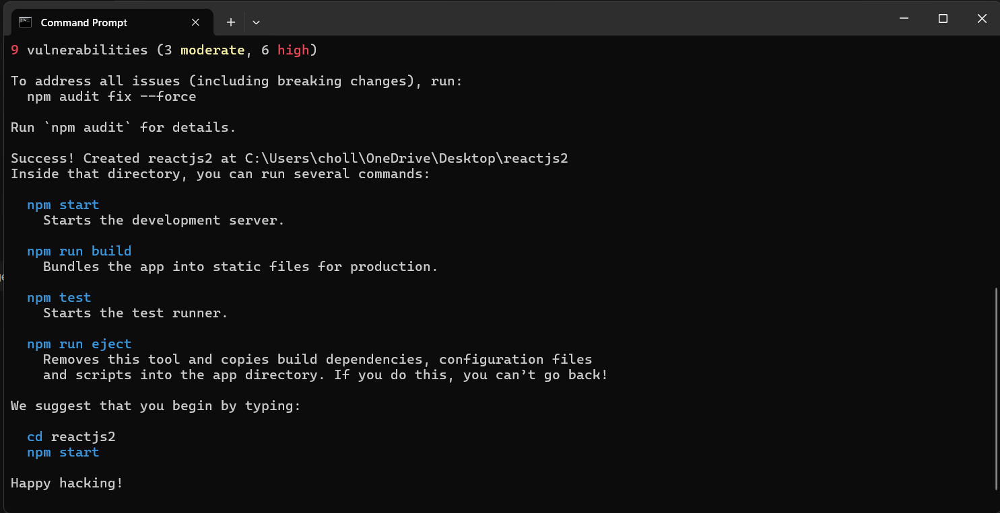 Command Prompt
9 vulnerabilities (3 moderate, 6 high)
To address all issues (including breaking changes), run:
npm audit fix --force
Run `npm audit` for details.
Success! Created reactjs2 at C:\Users\choll\OneDrive\Desktop\reactjs2
Inside that directory, you can run several commands:
npm start
Starts the development server.
npm run build
Bundles the app into static files for production.
npm test
Starts the test runner.
npm run eject
Removes this tool and copies build dependencies, configuration files
and scripts into the app directory. If you do this, you can’t go back!
We suggest that you begin by typing:
cd reactjs2
npm start
Happy hacking!